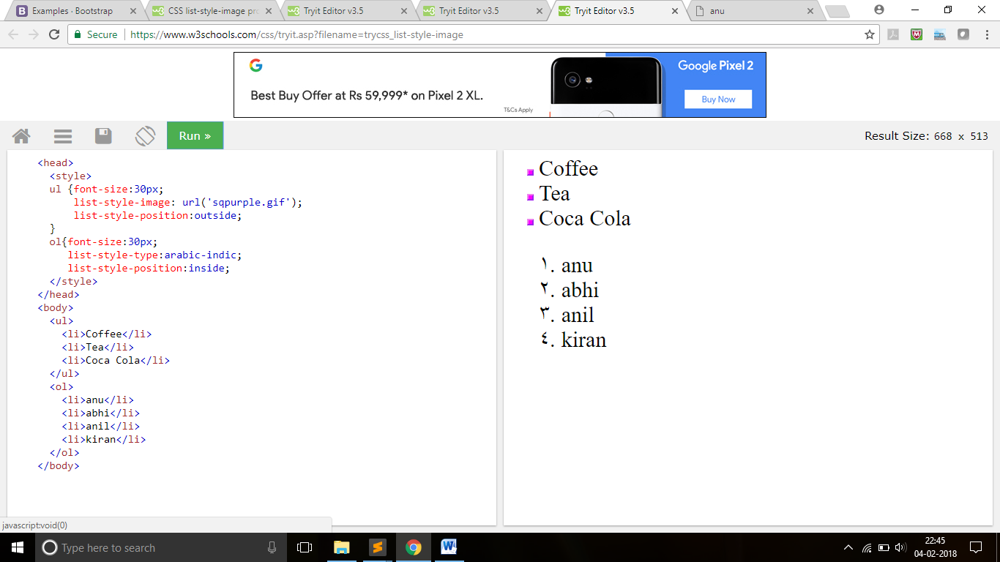 Examples · Bootstrap
CSS list-style-image pro
Tryit Editor v3.5
Tryit Editor v3.5
Tryit Editor v3.5
anu
Secure
https://www.w3schools.com/css/tryit.asp?filename=trycss_list-style-image
Best Buy Offer at Rs 59,999* on Pixel 2 XL.
T&Cs Apply
Google Pixel 2
Buy Now
Run »
Result Size: 668 x 513
<head>
<style>
ul {font-size:30px;
list-style-image: url('sqpurple.gif');
list-style-position:outside;
}
ol{font-size:30px;
list-style-type:arabic-indic;
list-style-position:inside;
</style>
</head>
<body>
<ul>
<li>Coffee</li>
<li>Tea</li>
<li>Coca Cola</li>
</ul>
<ol>
<li>anu</li>
<li>abhi</li>
<li>anil</li>
<li>kiran</li>
</ol>
</body>
Coffee
Tea
Coca Cola
١. anu
٢. abhi
٣. anil
٤. kiran
javascript:void(0)
Type here to search
22:45
04-02-2018